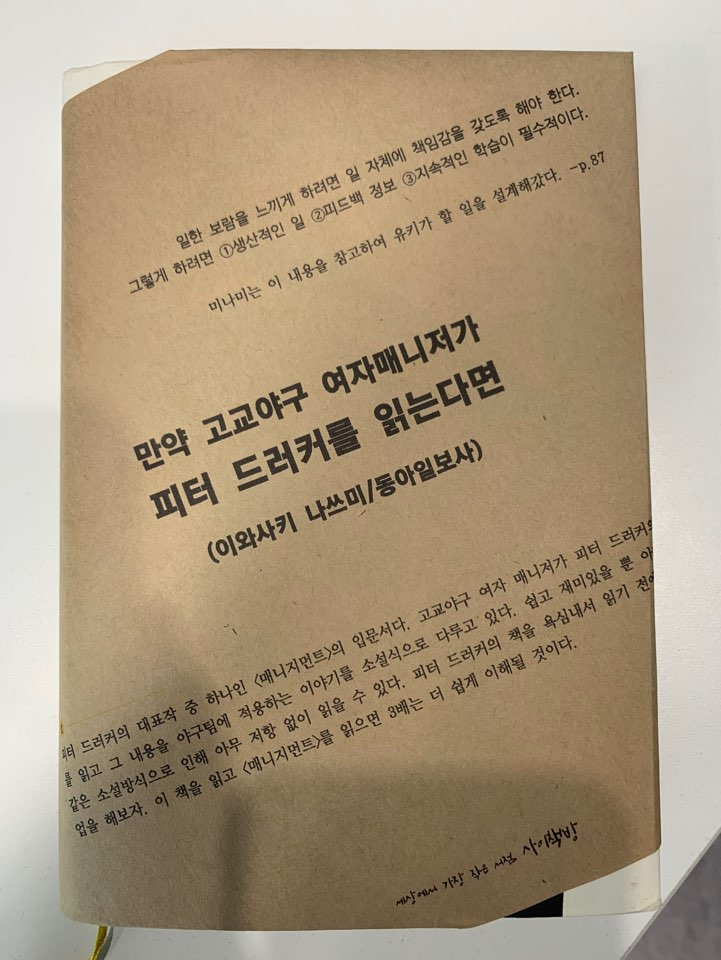 일한 보람을 느끼게 하려면 일 자체에 책임감을 갖도록 해야 한다.
그렇게 하려면 ①생산적인 일 ②피드백 정보 ③지속적인 학습이 필수적이다.
미나미는 이 내용을 참고하여 유키가 할 일을 설계해갔다. -p.87
만약 고교야구 여자매니저가
피터 드러커를 읽는다면
(이와사키 나쓰미/동아일보사)
피터 드러커의 대표작 중 하나인 <매니지먼트>의 입문서다. 고교야구 여자 매니저가 피터 드러커의
를 읽고 그 내용을 야구팀에 적용하는 이야기를 소설식으로 다루고 있다. 쉽고 재미있을 뿐 아
같은 소설방식으로 인해 아무 저항 없이 읽을 수 있다. 피터 드러커의 책을 욕심내서 읽기 전에
업을 해보자. 이 책을 읽고 <매니지먼트>를 읽으면 3배는 더 쉽게 이해될 것이다.
세상에서 가장 작은 서점 사이책방